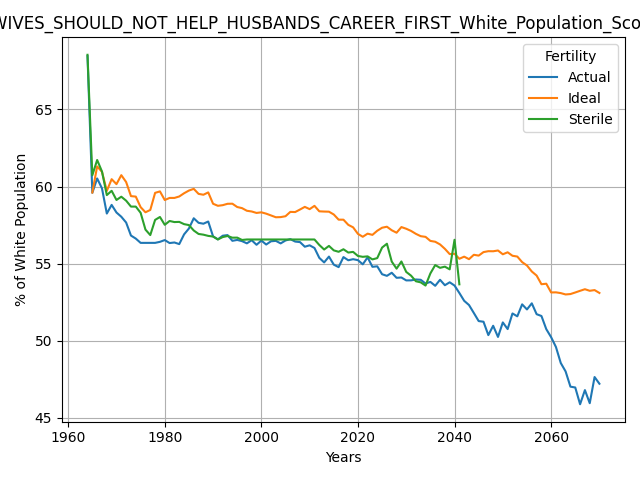 WIVES_SHOULD_NOT_HELP_HUSBANDS_CAREER_FIRST_White_Population_Sco
Fertility
Actual
Ideal
Sterile
% of White Population
65
60
55
50
45
1960 1980 2000 2020 2040 2060
Years